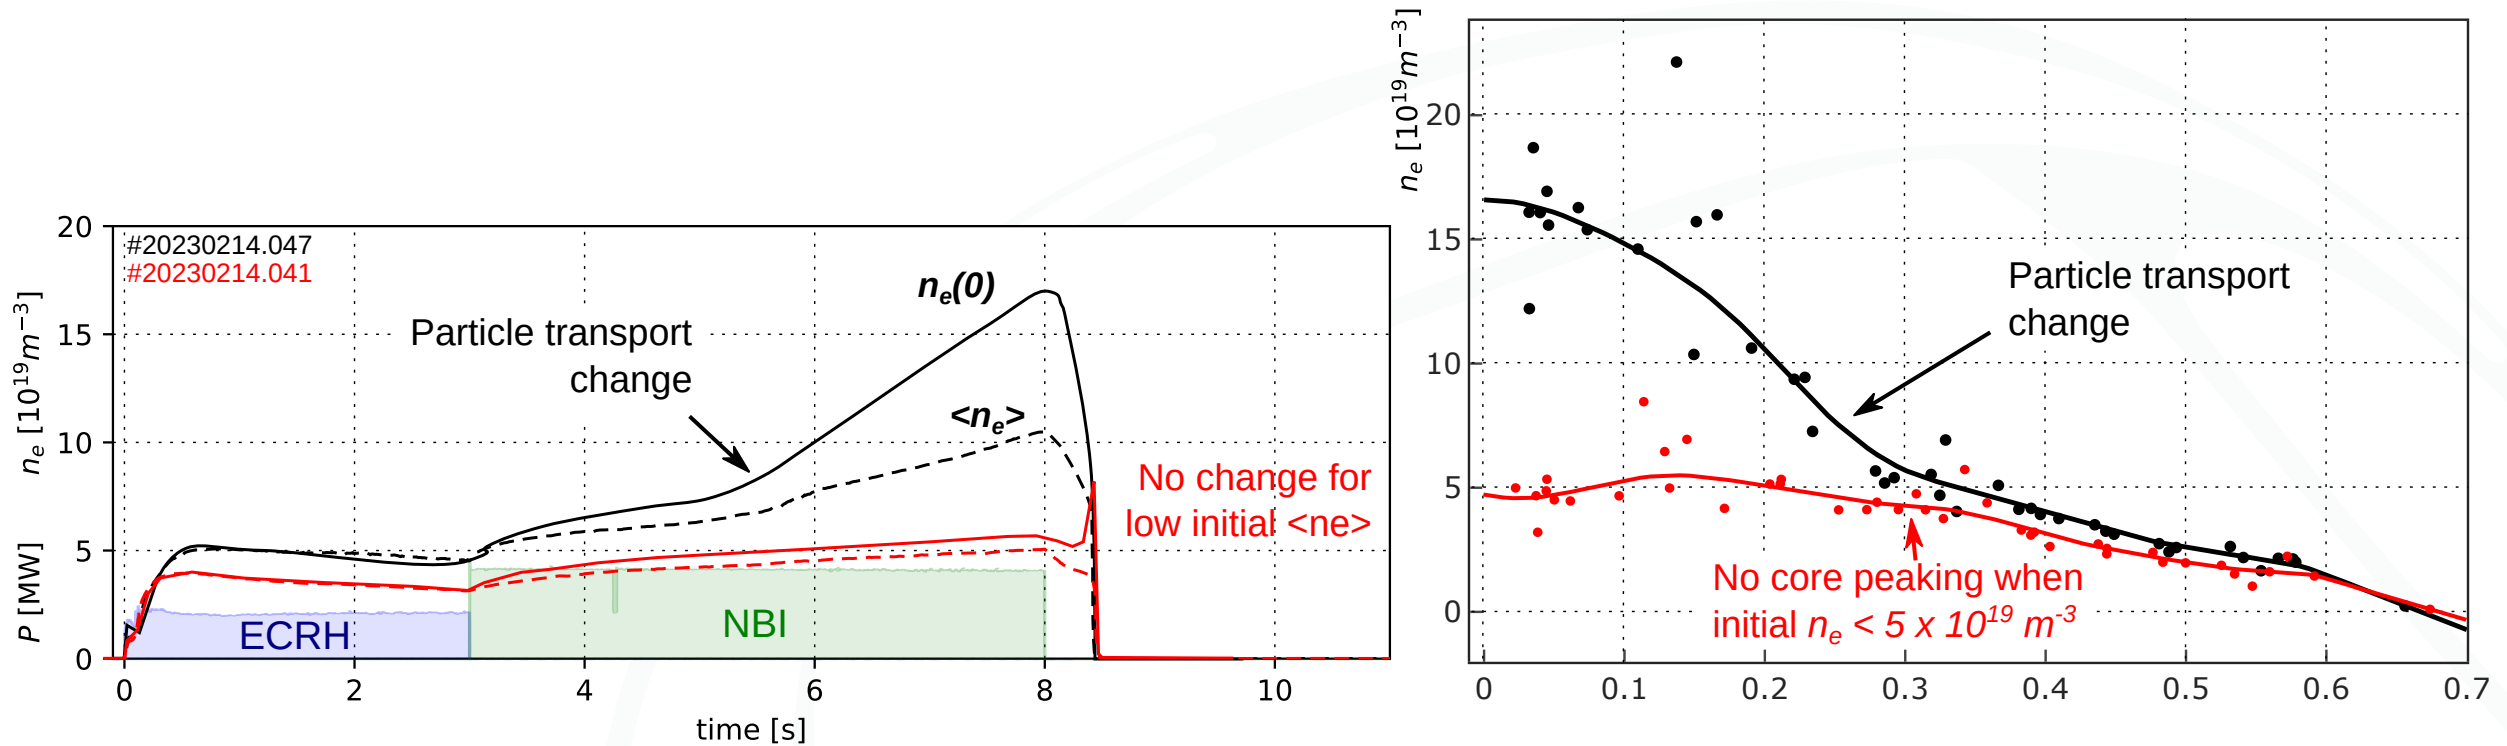 #20230214.047
#20230214.041
n_e(0)
Particle transport
change
<n_e>
No change for
low initial <ne>
ECRH
NBI
P [MW] n_e [10^19 m^−3]
20
15
10
5
0
0 2 4 6 8 10
time [s]
n_e [10^19 m^−3]
20
15
10
5
0
Particle transport
change
No core peaking when
initial n_e < 5 x 10^19 m^-3
0 0.1 0.2 0.3 0.4 0.5 0.6 0.7